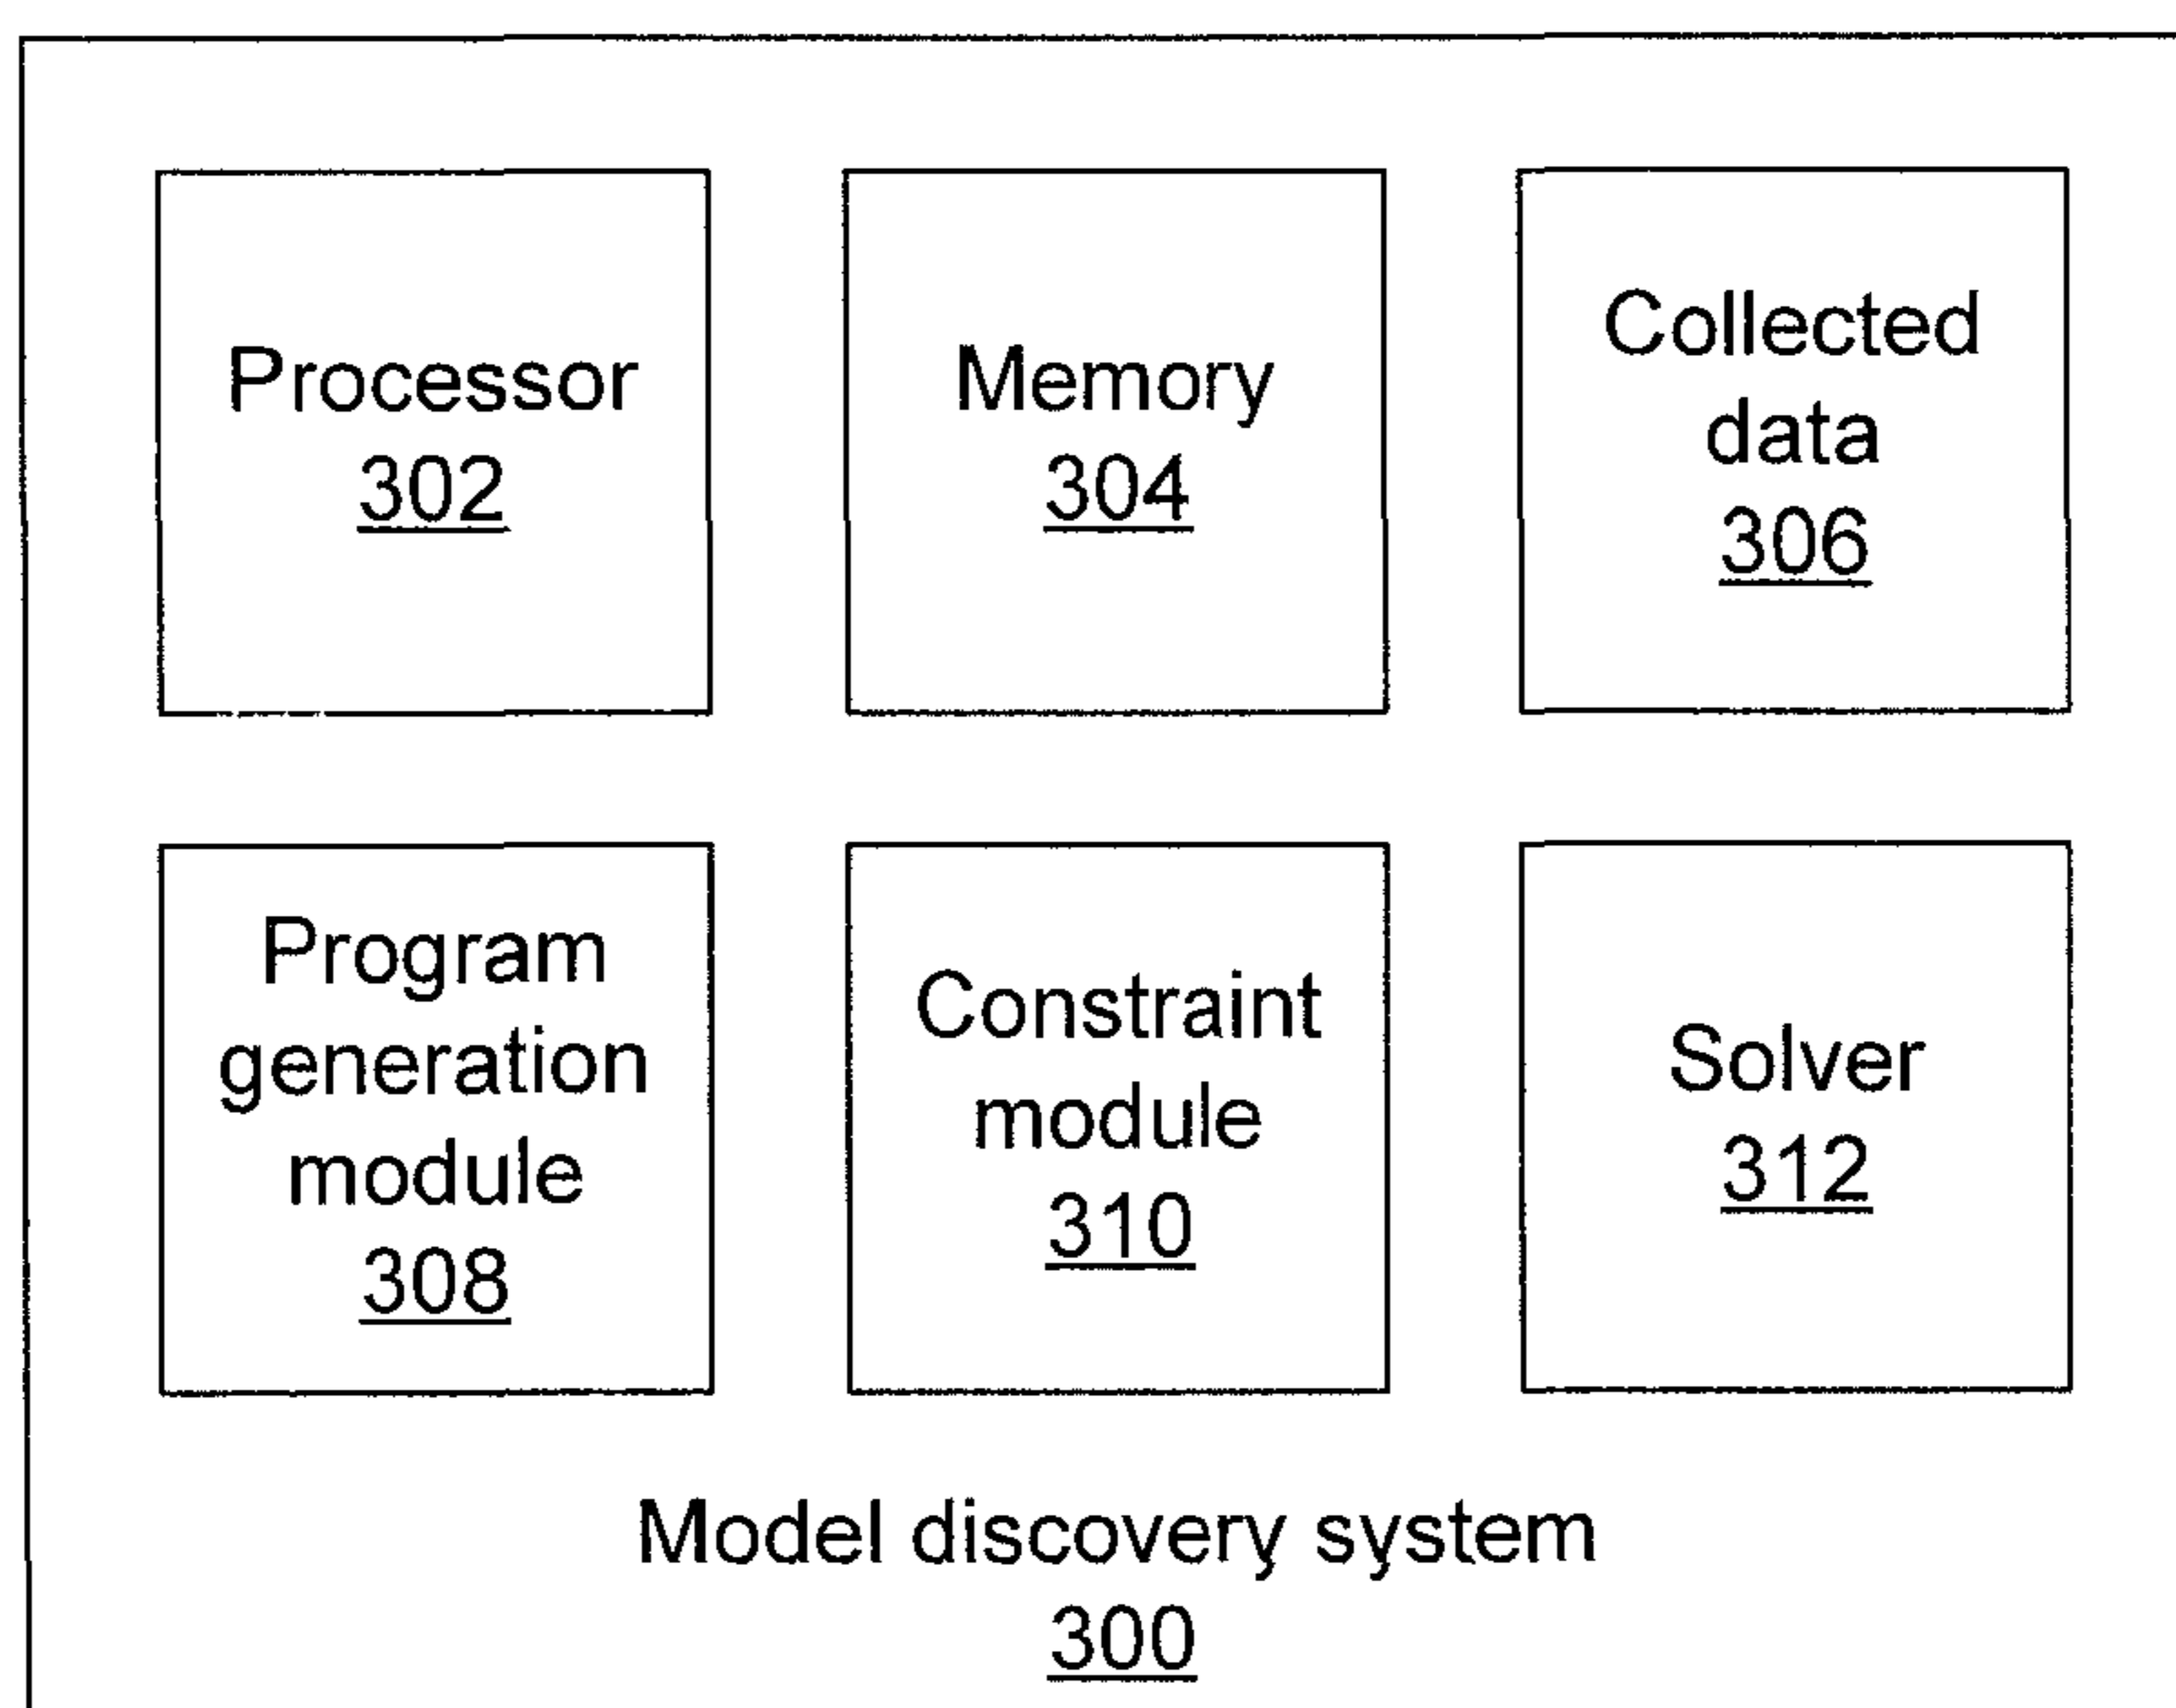 Processor
302
Memory
304
Collected
data
306
Program
generation
module
308
Constraint
module
310
Solver
312
Model discovery system
300